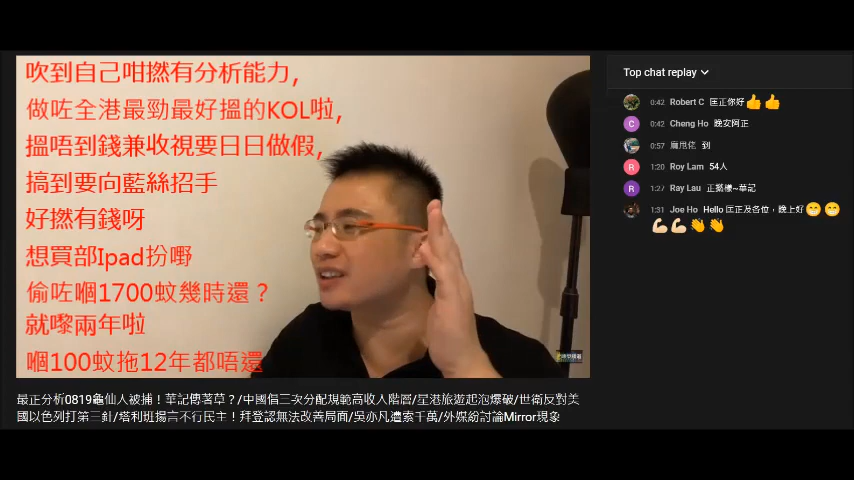 吹到自己咁撚有分析能力，
做咗全港最勁最好搵的KOL啦，
搵唔到錢兼收視要日日做假，
搞到要向藍絲招手
好撚有錢呀
想買部Ipad扮嘢
偷咗嗰1700蚊幾時還？
就嚟兩年啦
嗰100蚊拖12年都唔還
最正分析0819龜仙人被捕！華記傳著草？/中國倡三次分配規範高收人階層/星港旅遊起泡爆破/世衛反對美
國以色列打第三針/塔利班揚言不行民主！拜登認無法改善局面/吳亦凡遭索千萬/外媒紛討論Mirror現象
Top chat replay
0:42 Robert C 匡正你好👍👍
C 0:42 Cheng Ho 晚安阿正
0:57 到
R 1:20 Roy Lam 54人
R 1:27 Ray Lau 正獵樣~華記
1:31 Joe Ho Hello 匡正及各位，晚上好😁😁
💪🏻💪🏻👏👏